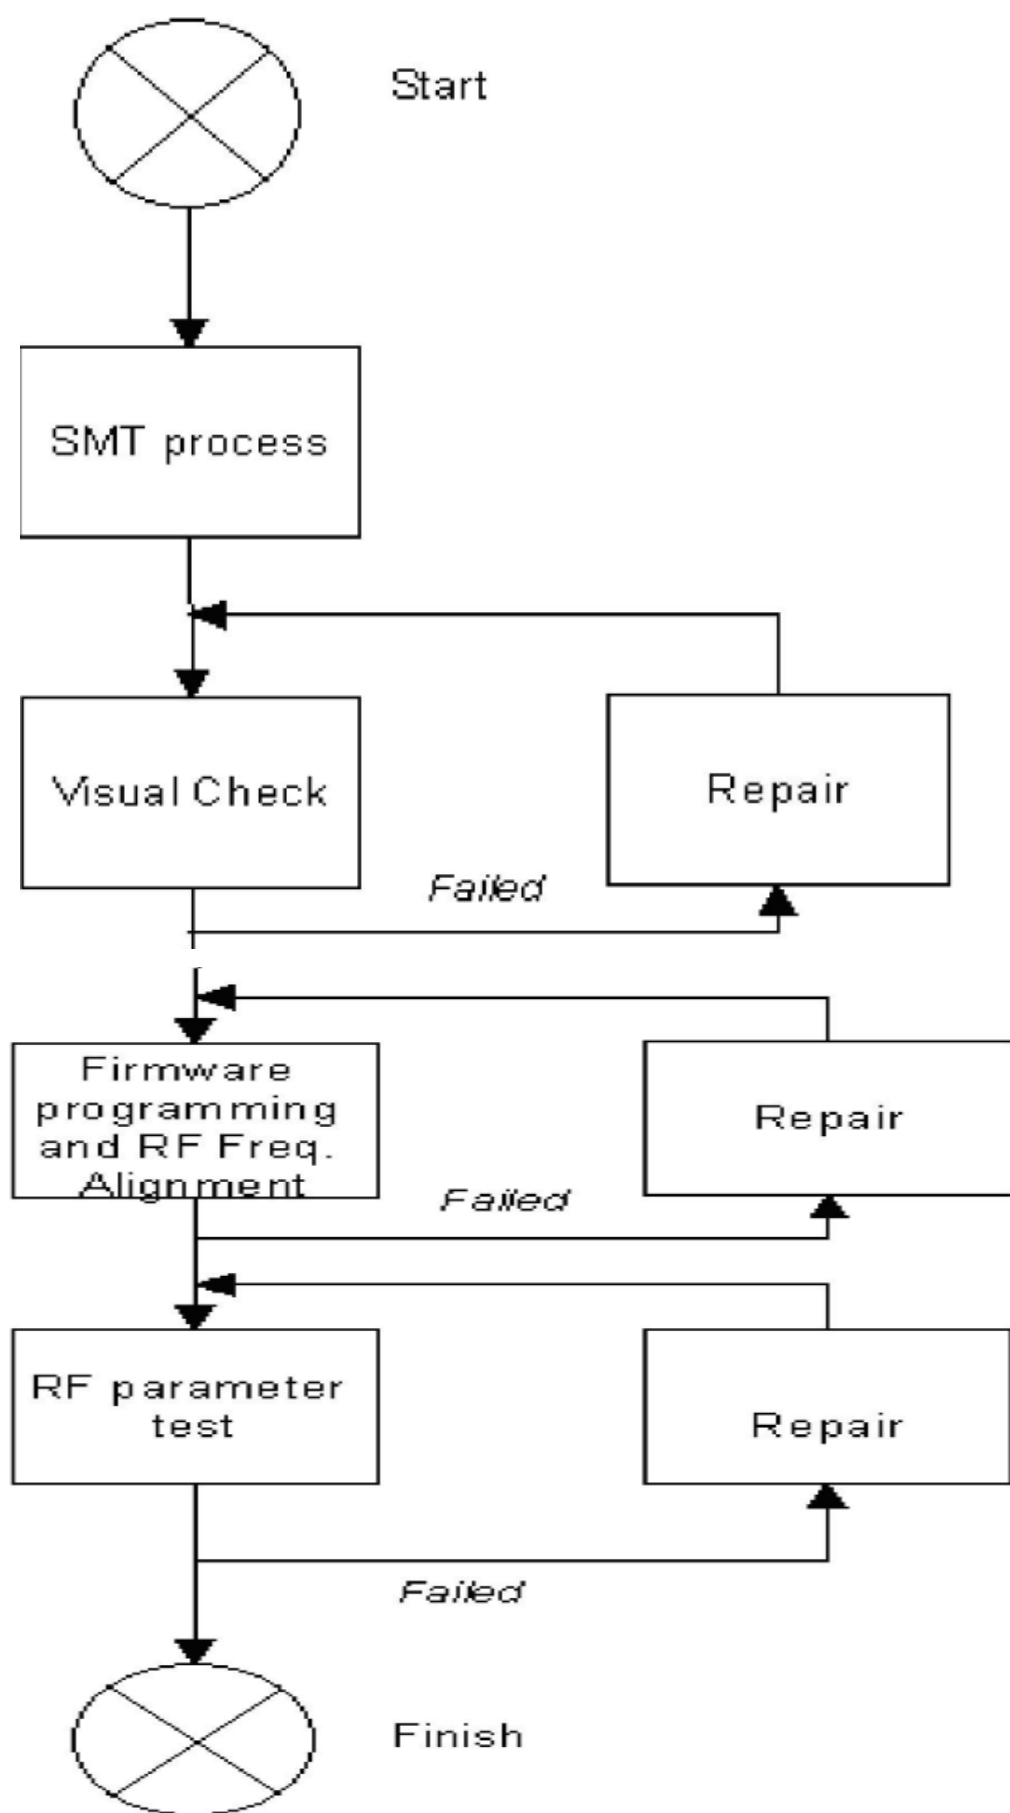 Start
SMT process
Visual Check
Repair
Failed
Firmware
programming
and RF Freq.
Alignment
Repair
Failed
RF parameter
test
Repair
Failed
Finish